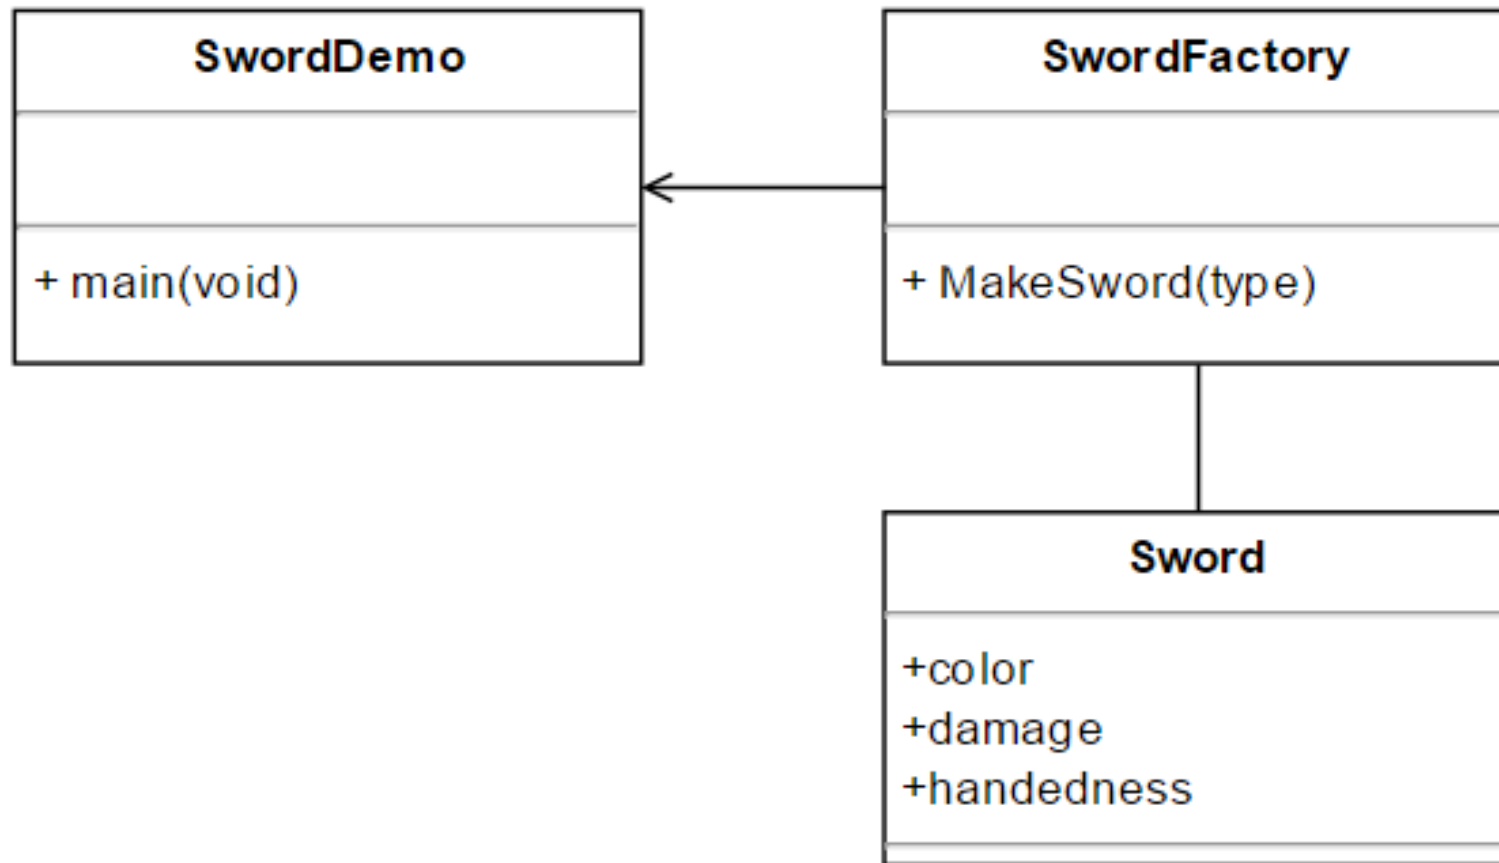 SwordDemo
+ main(void)
SwordFactory
+ MakeSword(type)
Sword
+color
+damage
+handedness